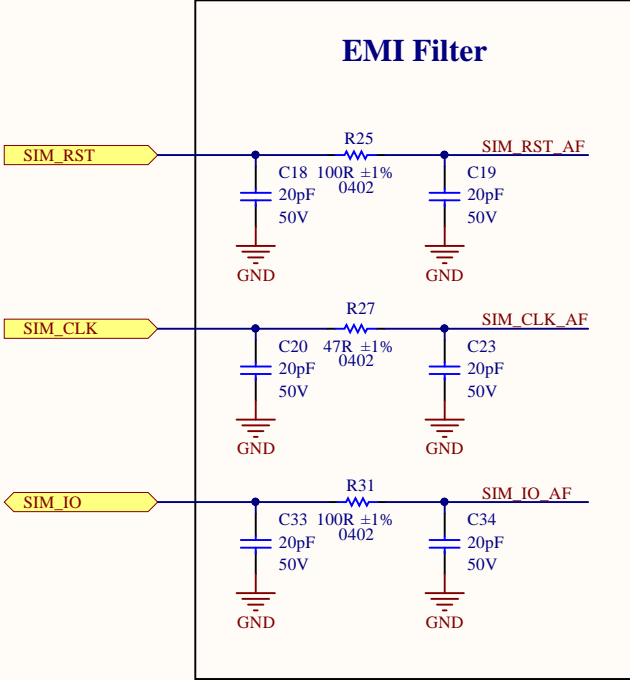 EMI Filter
SIM_RST
R25
SIM_RST_AF
C18
100R ±1%
0402
20pF
50V
GND
C19
20pF
50V
GND
SIM_CLK
R27
SIM_CLK_AF
C20
47R ±1%
0402
20pF
50V
GND
C23
20pF
50V
GND
SIM_IO
R31
SIM_IO_AF
C33
100R ±1%
0402
20pF
50V
GND
C34
20pF
50V
GND